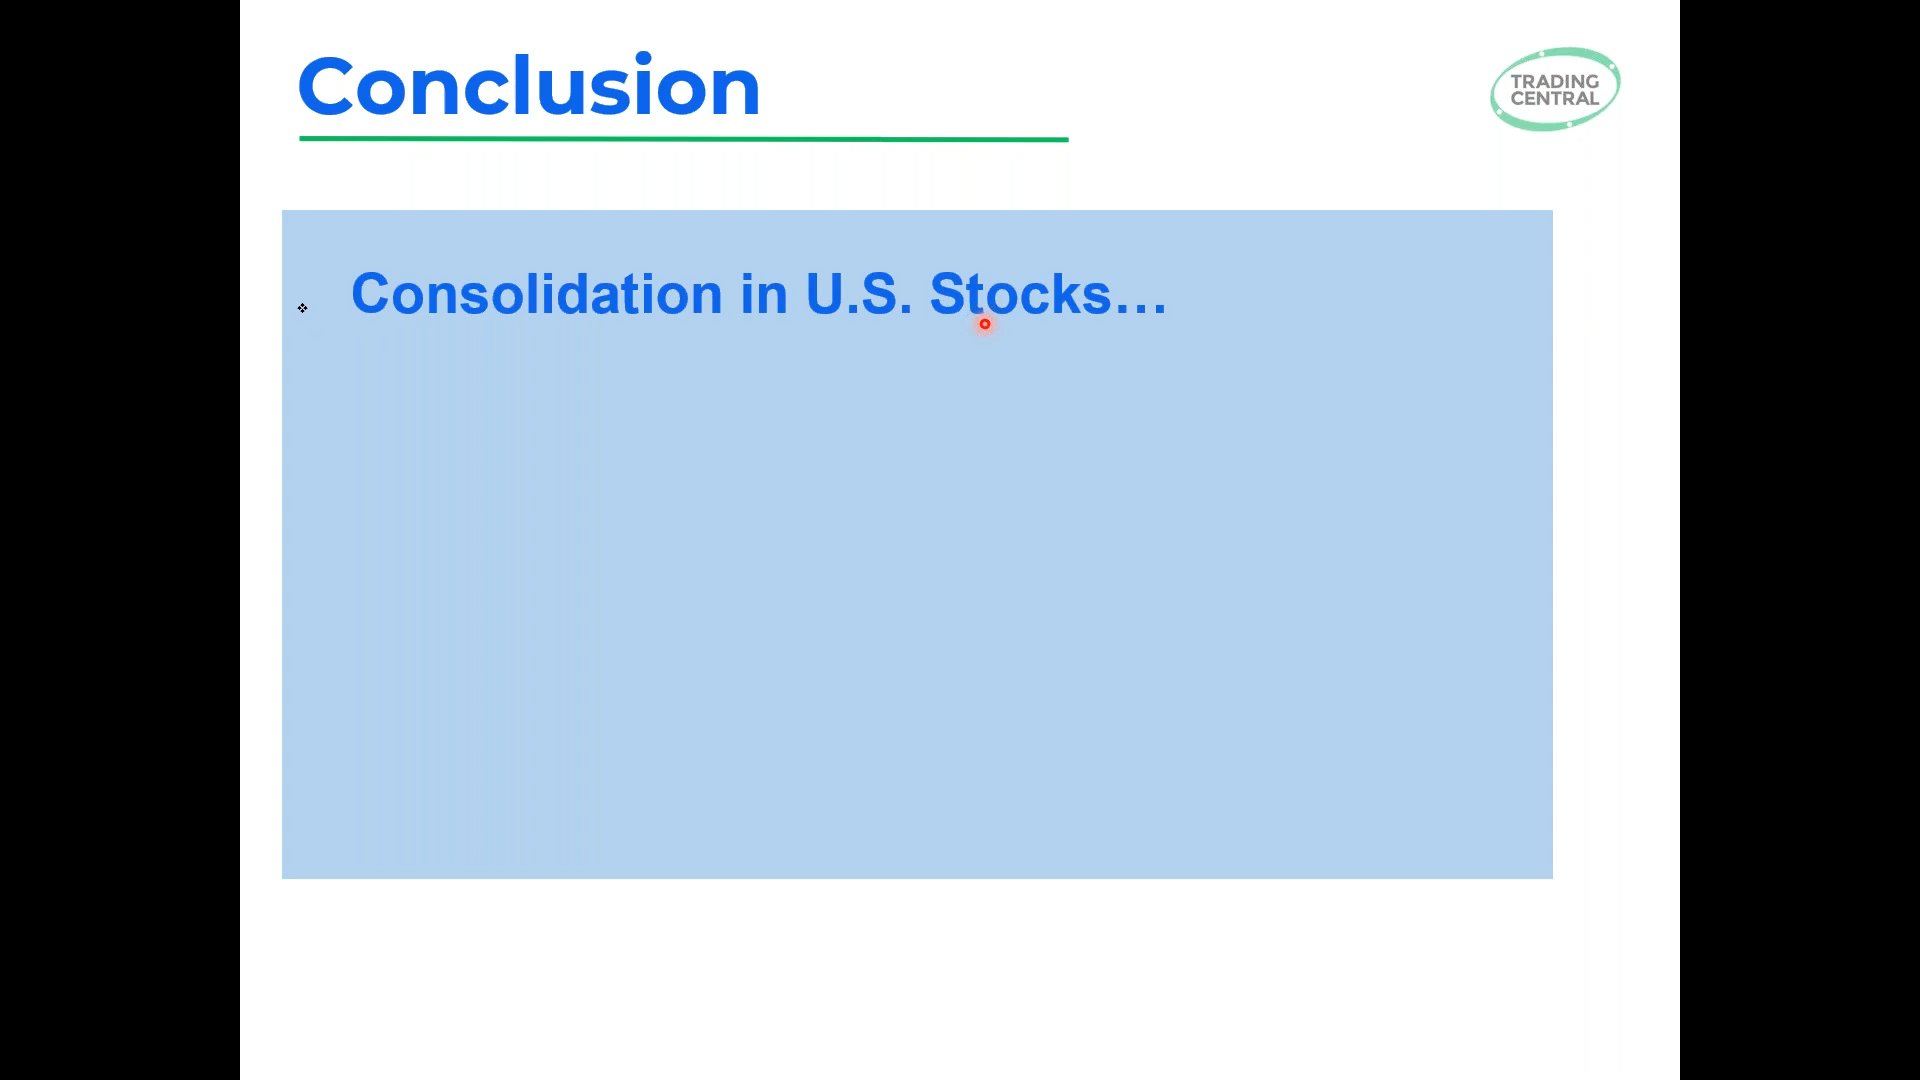 Conclusion
TRADING
CENTRAL
❖ Consolidation in U.S. Stocks…